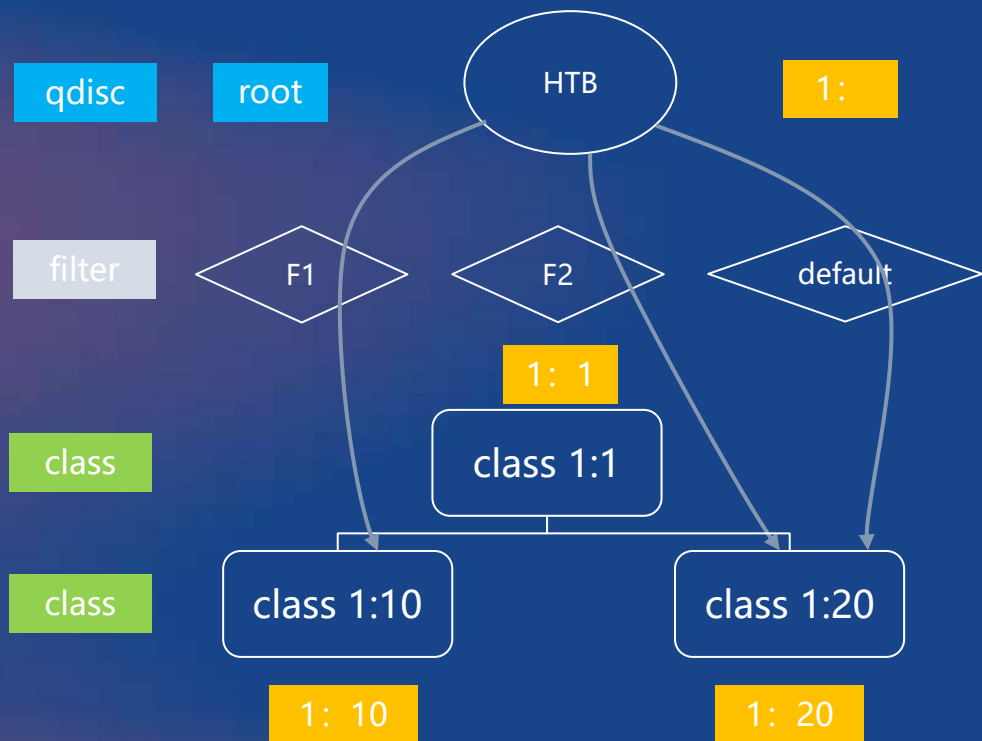 qdisc
root
HTB
1:
filter
F1
F2
default
1: 1
class
class 1:1
class
class 1:10
class 1:20
1: 10
1: 20